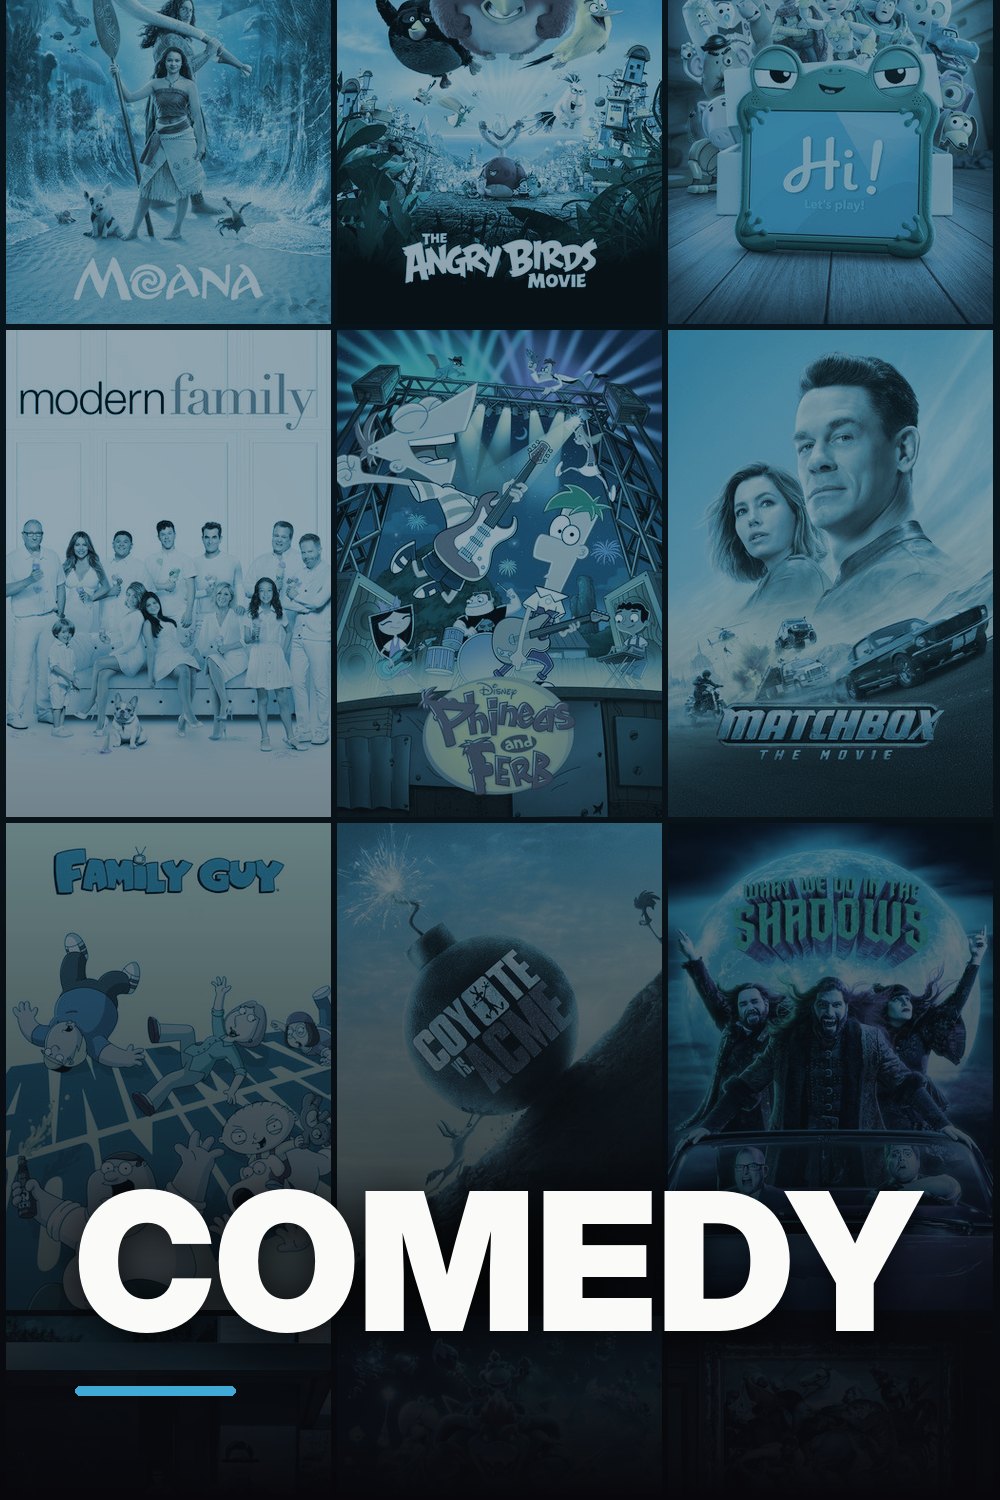 MOANA
THE
ANGRY BIRDS
MOVIE
Hi!
Let's play!
modern family
Disney
Phineas
and
Ferb
MATCHBOX
THE MOVIE
FAMILY GUY
COYOTE
VS.
ACME
WHAT WE DO IN THE
SHADOWS
COMEDY